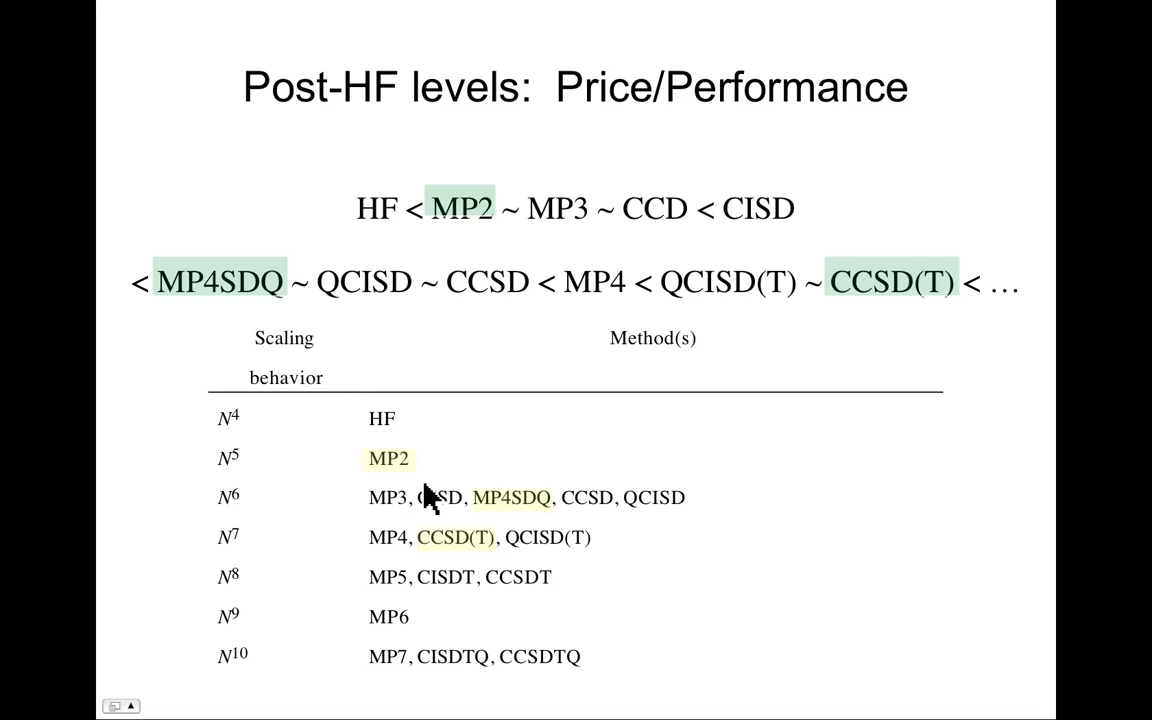 Post-HF levels: Price/Performance
HF < MP2 ~ MP3 ~ CCD < CISD
< MP4SDQ ~ QCISD ~ CCSD < MP4 < QCISD(T) ~ CCSD(T) < …
Scaling behavior Method(s)
N⁴ HF
N⁵ MP2
N⁶ MP3, CISD, MP4SDQ, CCSD, QCISD
N⁷ MP4, CCSD(T), QCISD(T)
N⁸ MP5, CISDT, CCSDT
N⁹ MP6
N¹⁰ MP7, CISDTQ, CCSDTQ